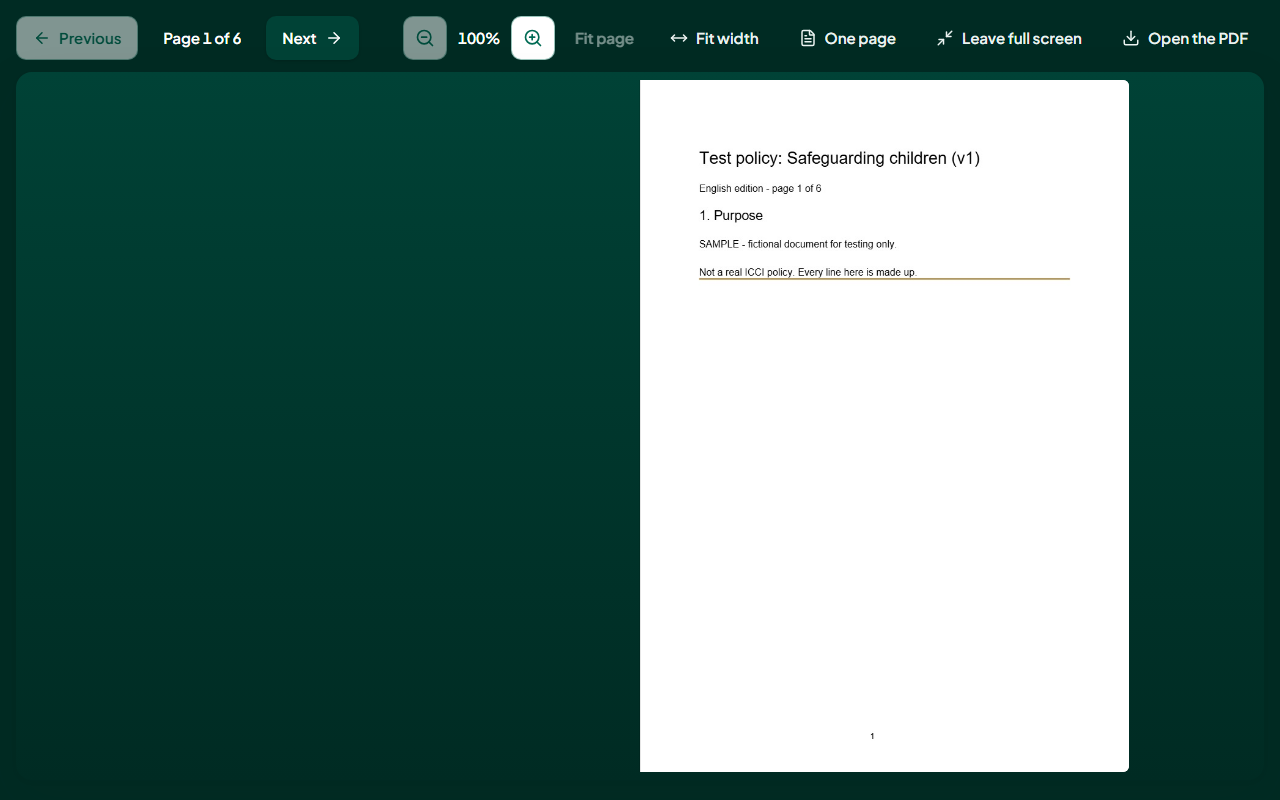 Previous
Page 1 of 6
Next
100%
Fit page
Fit width
One page
Leave full screen
Open the PDF
Test policy: Safeguarding children (v1)
English edition - page 1 of 6
1. Purpose
SAMPLE - fictional document for testing only.
Not a real ICCI policy. Every line here is made up.
1